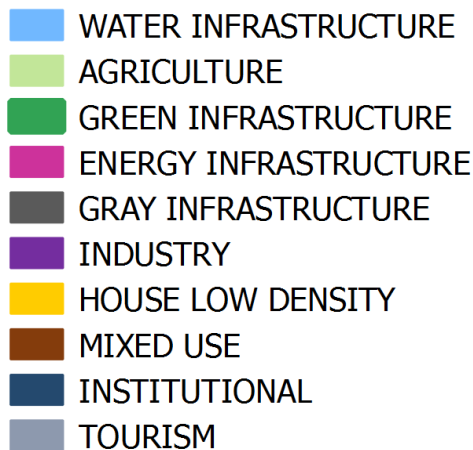 WATER INFRASTRUCTURE
AGRICULTURE
GREEN INFRASTRUCTURE
ENERGY INFRASTRUCTURE
GRAY INFRASTRUCTURE
INDUSTRY
HOUSE LOW DENSITY
MIXED USE
INSTITUTIONAL
TOURISM